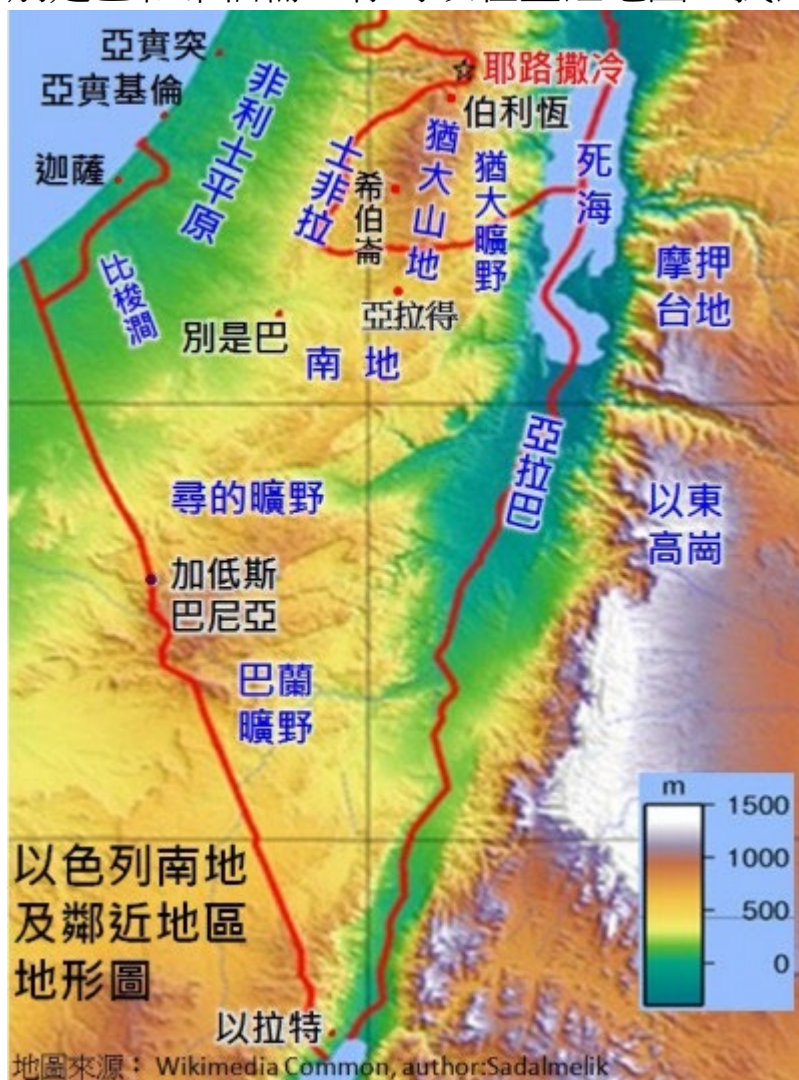 亞實突
耶路撒冷
亞實基倫
非利士平原
伯利恆
迦薩
士非拉
希伯崙
猶大山地
猶大曠野
死海
比梭澗
摩押
台地
別是巴
亞拉得
南地
亞拉巴
尋的曠野
以東
高崗
加低斯
巴尼亞
巴蘭
曠野
m
1500
1000
500
0
以色列南地
及鄰近地區
地形圖
以拉特
地圖來源：Wikimedia Common, author:Sadalmelik